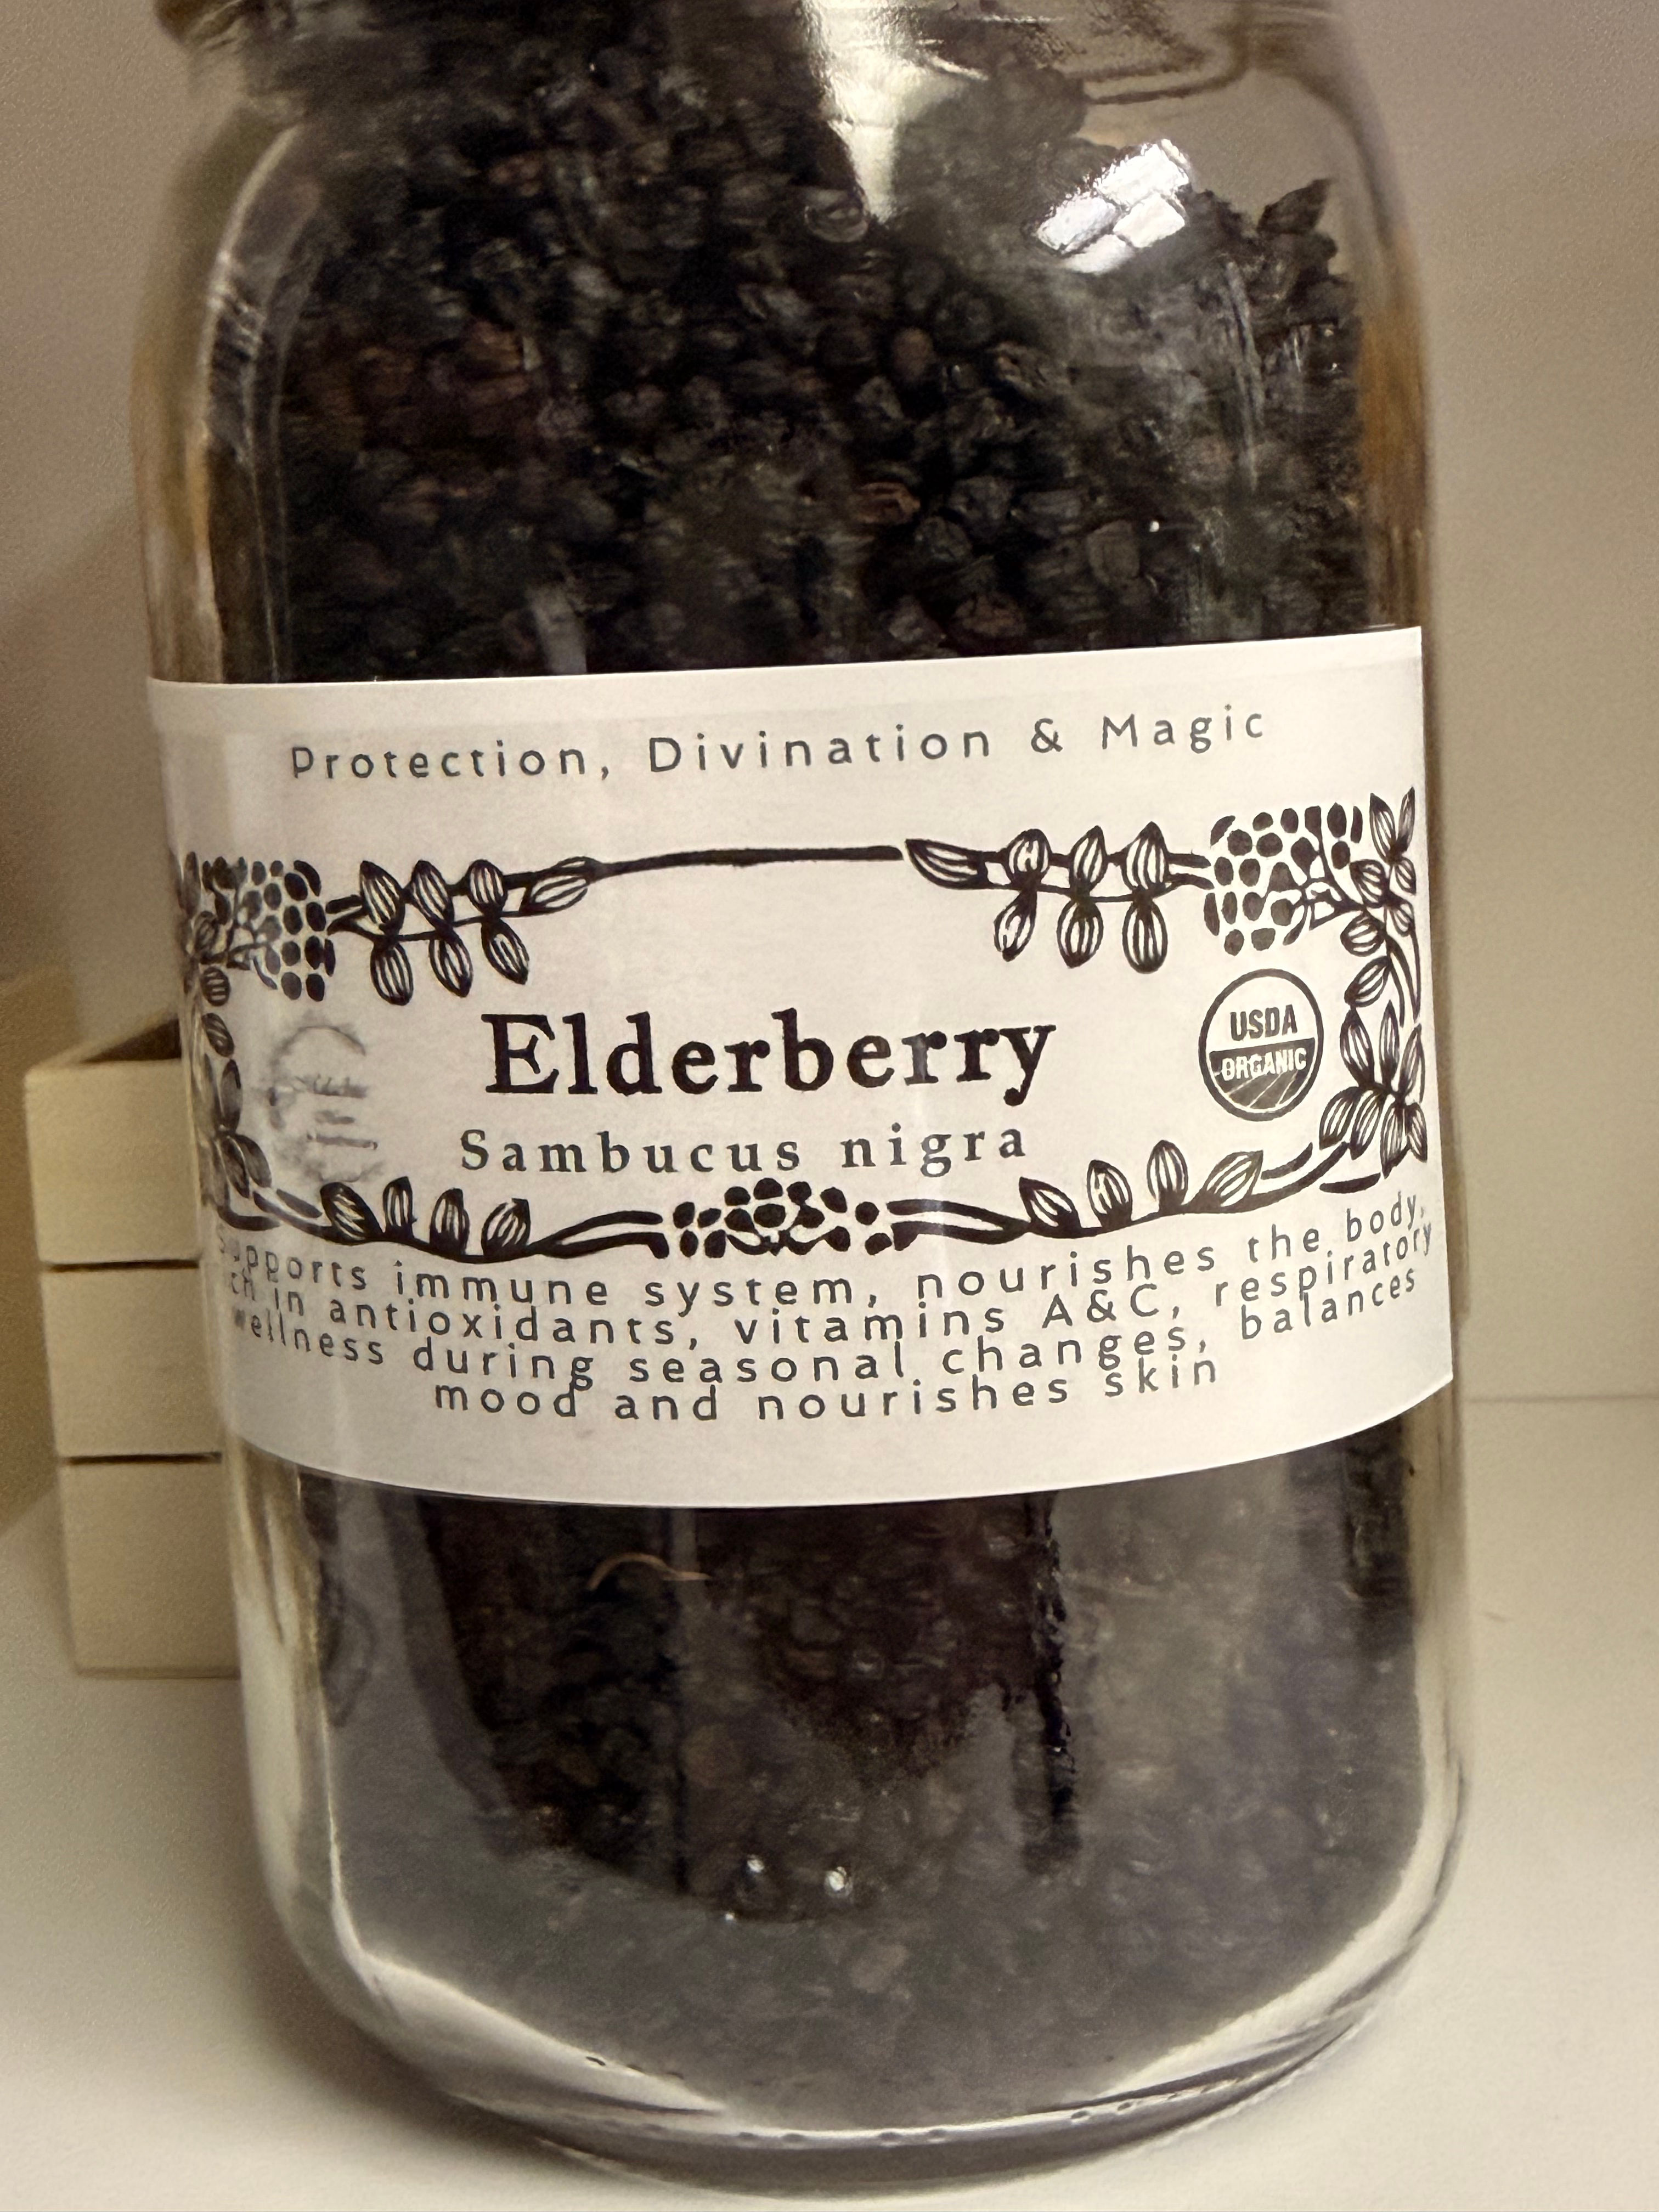 Protection, Divination & Magic
Elderberry
USDA
ORGANIC
Sambucus nigra
supports immune system, nourishes the body,
in antioxidants, vitamins A&C, respiratory
wellness during seasonal changes, balances
mood and nourishes skin